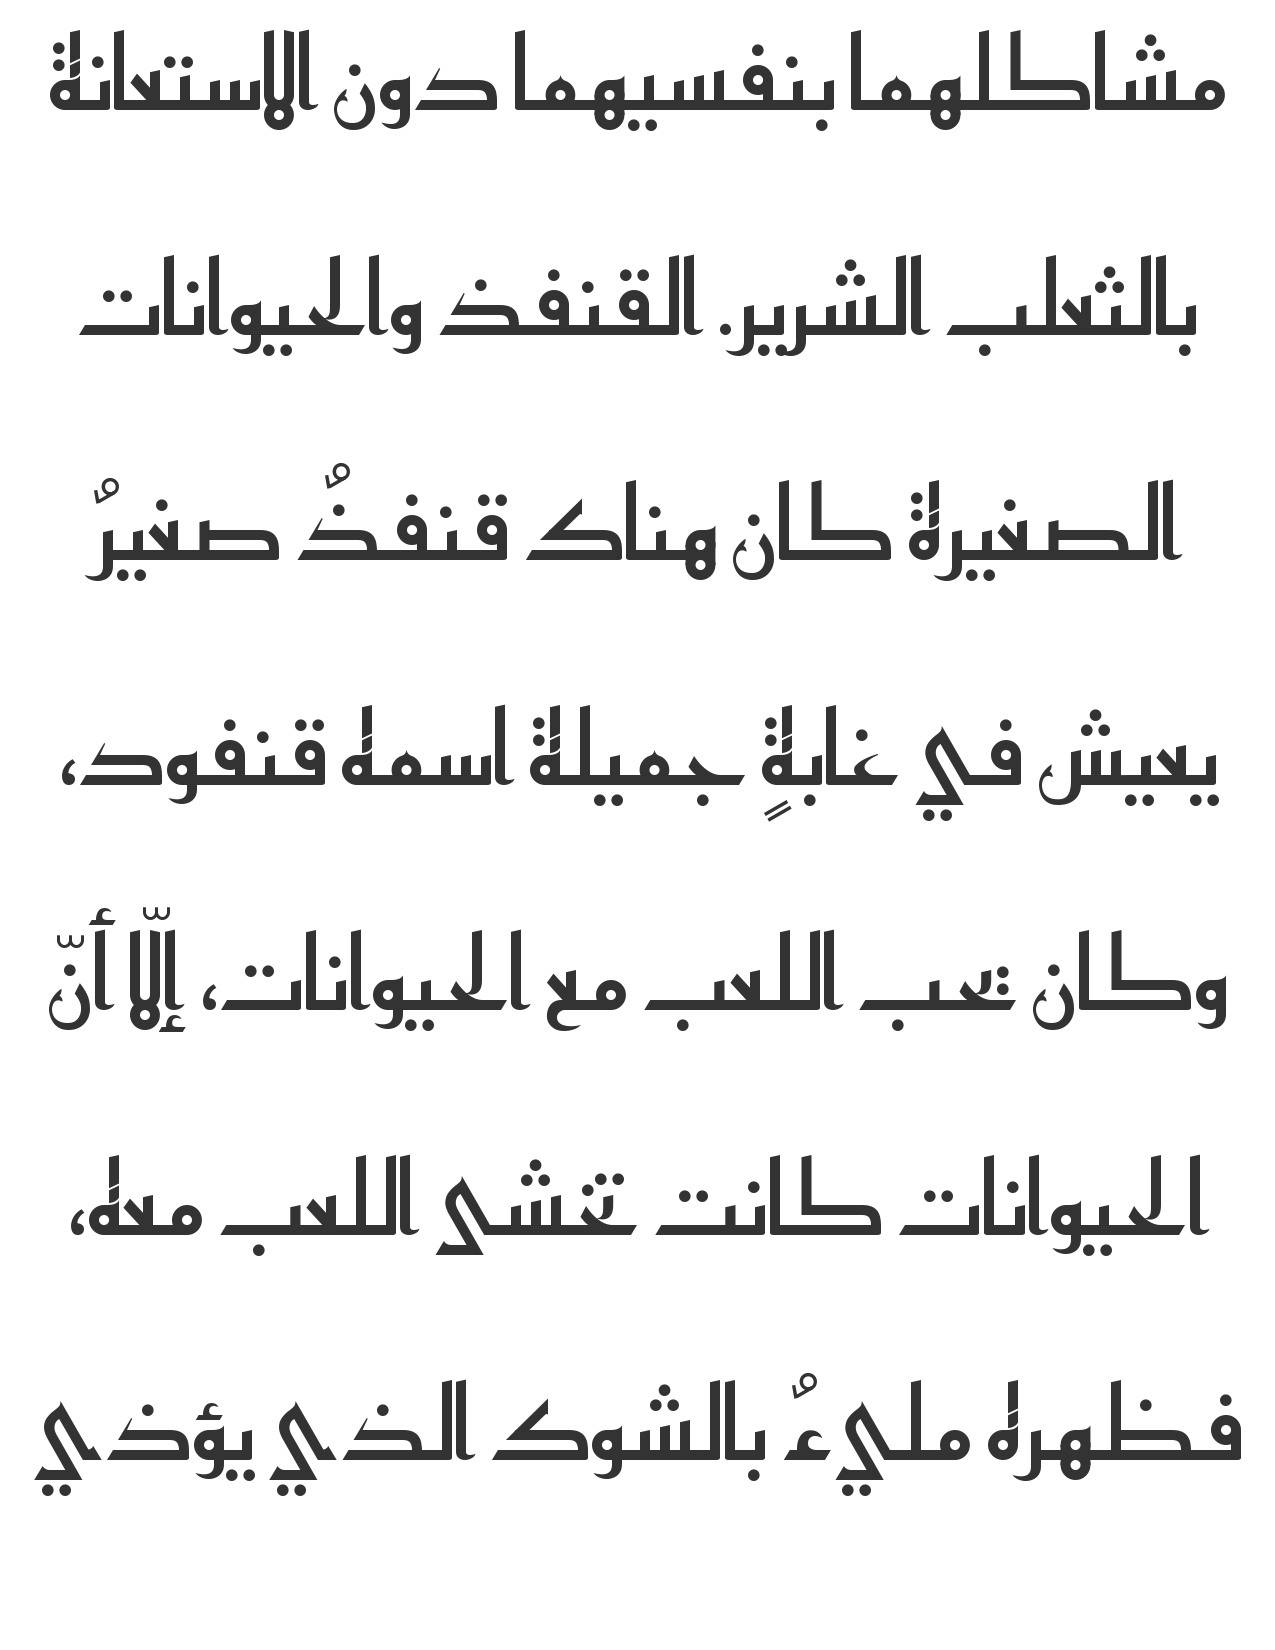 مشاكلهما بنفسيهما دون الاستعانة
بالثعلب الشرير. القنفذ والحيوانات
الصغيرة كان هناك قنفذٌ صغيرٌ
يعيش في غابةٍ جميلة اسمه قنفود،
وكان يحب اللعب مع الحيوانات، إلّا أنّ
الحيوانات كانت تخشى اللعب معه،
فظهره مليءٌ بالشوك الذي يؤذي